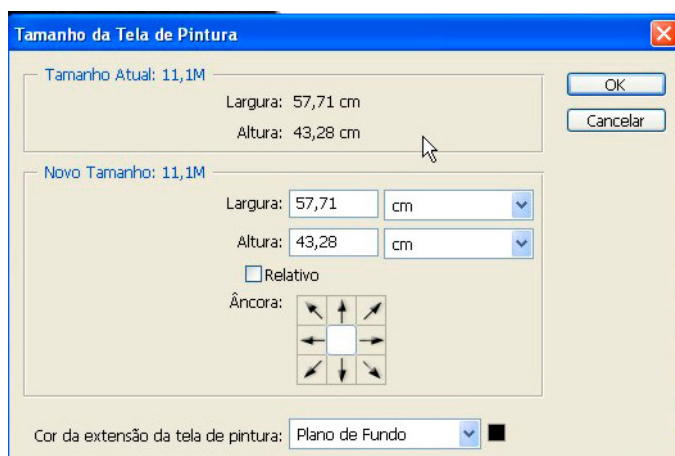 Tamanho da Tela de Pintura
Tamanho Atual: 11,1M
OK
Largura: 57,71 cm
Altura: 43,28 cm
Cancelar
Novo Tamanho: 11,1M
Largura: 57,71 cm
Altura: 43,28 cm
Relativo
Âncora:
Cor da extensão da tela de pintura: Plano de Fundo